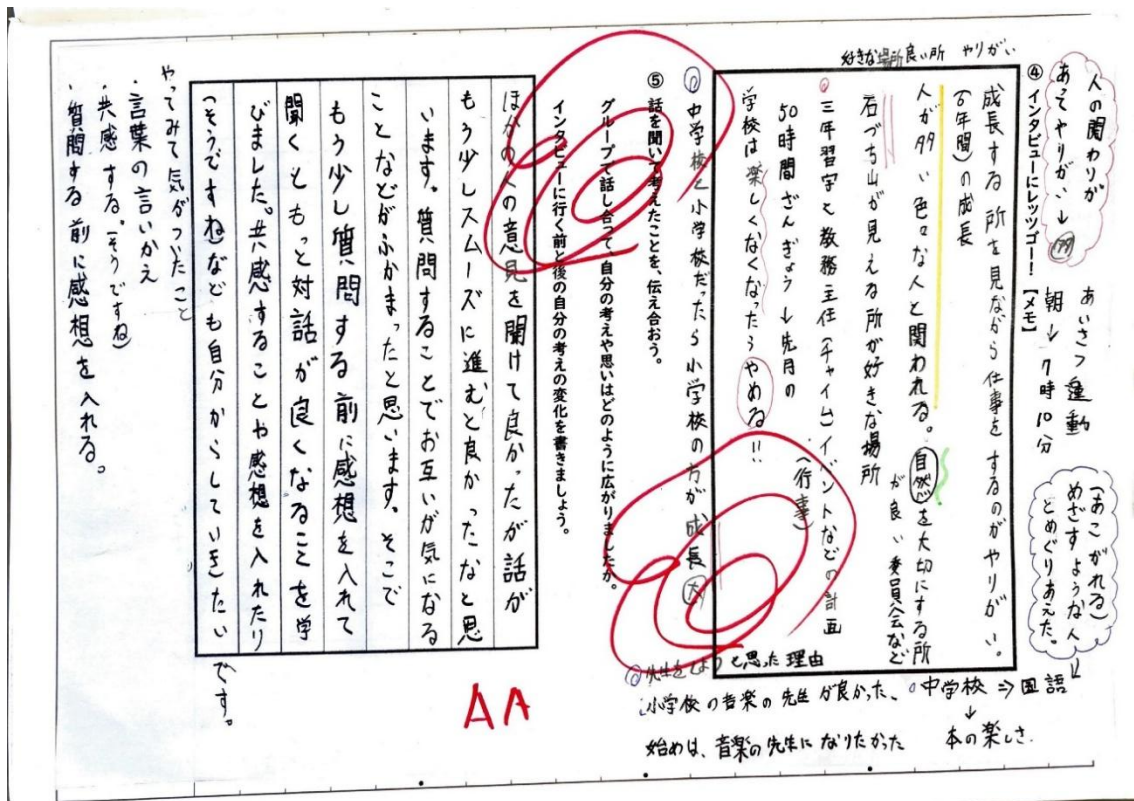 人の関わりが
あってやりがい↓
あいさつ運動
朝→7時10分
(あこがれる)
めざすような人
とめぐりあえた。
好きな場所 良い所 やりがい
④ インタビューにレッツゴー!【メモ】
成長する所を見ながら仕事をするのがやりがい。
(6年間)の成長
人が多い色々な人と関われる。自然を大切にする所
が良い委員会など
石づち山が見える所が好きな場所
三年習字と教務主任(チャイム)イベントなどの計画
(行事)
50時間ざんぎょう→先月の
学校は楽しくなくなったらやめる!!
中学校と小学校だったら小学校の方が成長大
先生をしようと思った理由
小学校の音楽の先生が良かった、
始めは、音楽の先生になりたかった
中学校⇒国語
↓
本の楽しさ
⑤ 話を聞いて考えたことを、伝え合おう。
グループで話し合って、自分の考えや思いはどのように広がりましたか。
インタビューに行く前と後の自分の考えの変化を書きましょう。
ほかの人の意見を聞けて良かったが話が
もう少しスムーズに進むと良かったなと思
います。質問することでお互いが気になる
ことなどがふかまったと思います。そこで
もう少し質問する前に感想を入れて
聞くともっと対話が良くなることを学
びました。共感することや感想を入れたり
(そうですね)なども自分からしていきたい
です。
AA
やってみて気がついたこと
・言葉の言いかえ
・共感する。(そうですね)
・質問する前に感想を入れる。